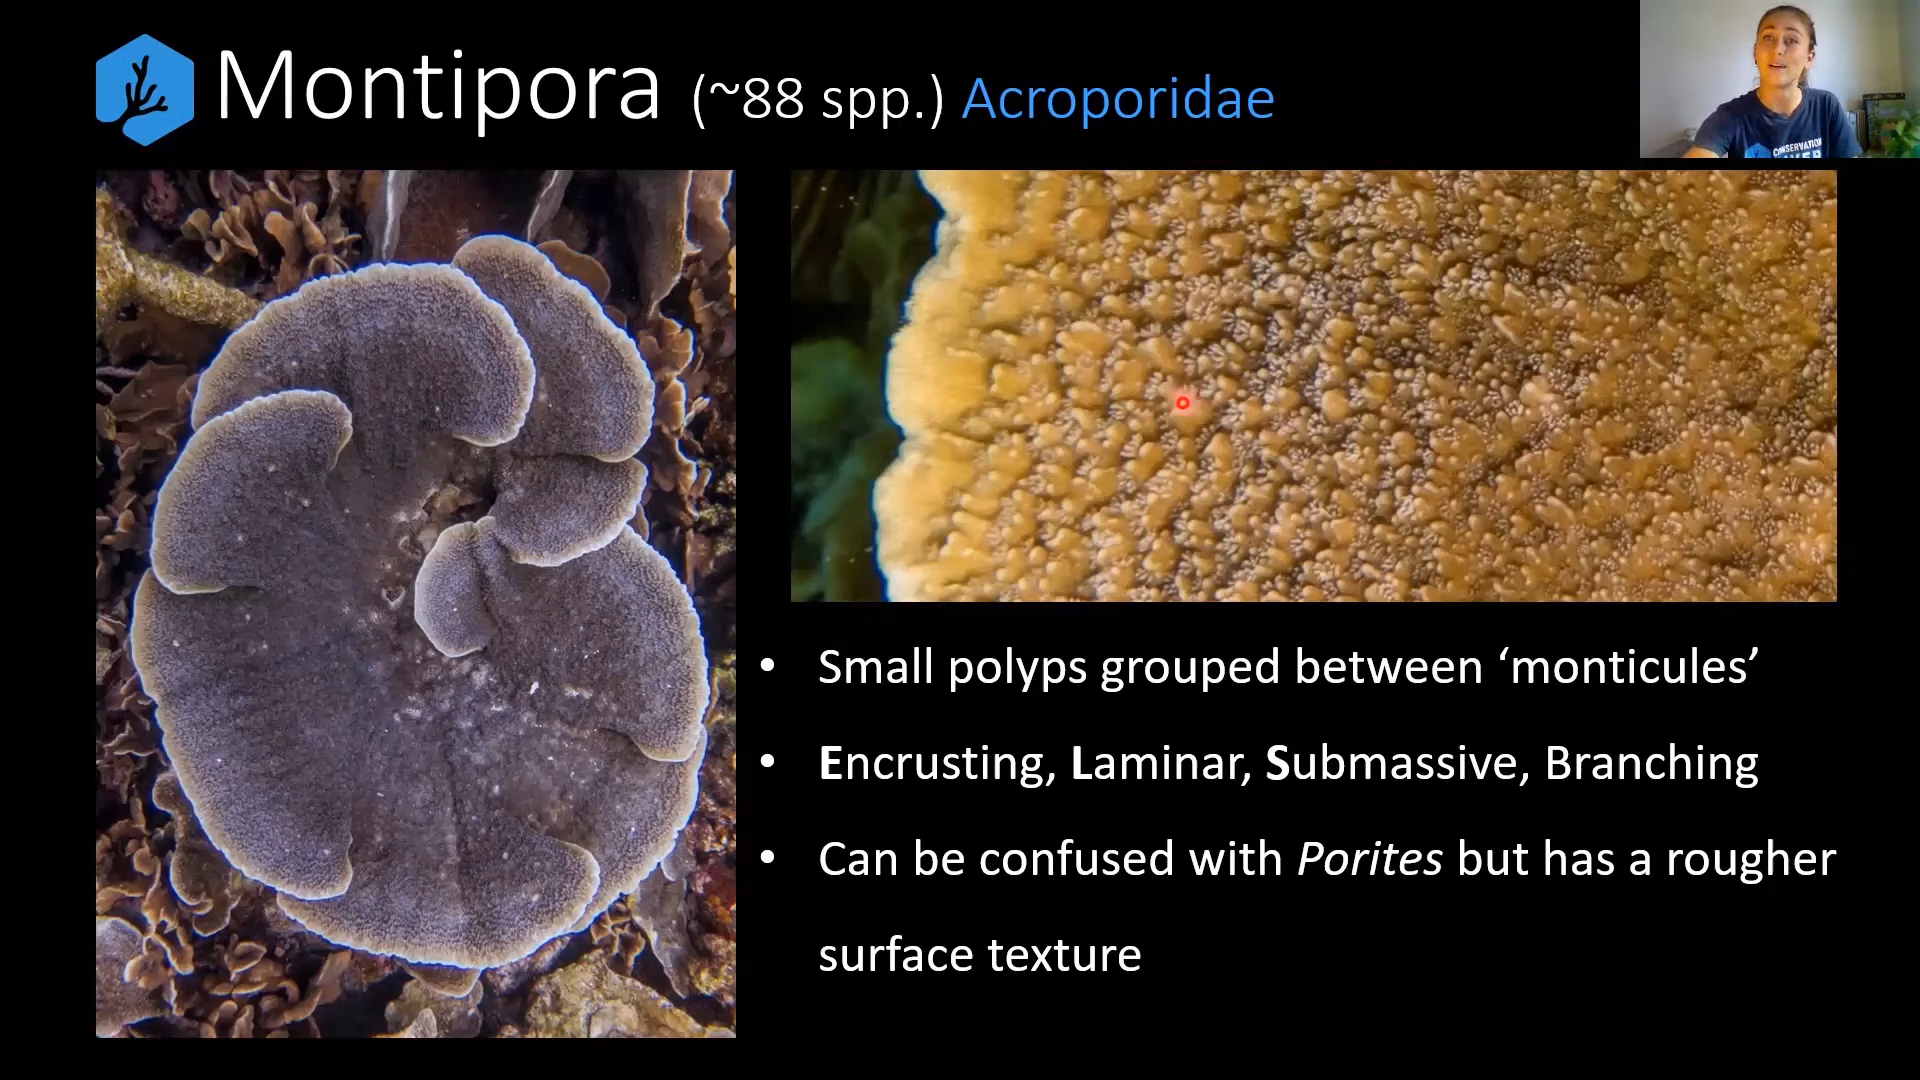 Montipora (~88 spp.) Acroporidae
CONSERVATION
• Small polyps grouped between ‘monticules’
• Encrusting, Laminar, Submassive, Branching
• Can be confused with Porites but has a rougher
surface texture